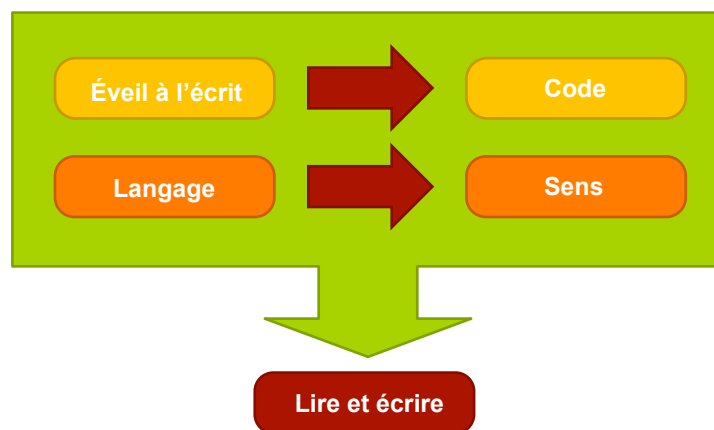 Éveil à l’écrit
Code
Langage
Sens
Lire et écrire